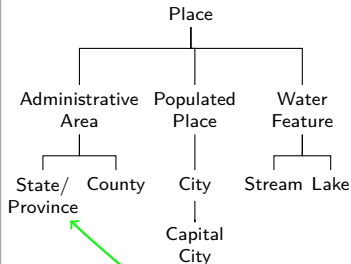 Place
Administrative Area
Populated Place
Water Feature
State/ Province
County
City
Stream
Lake
Capital City